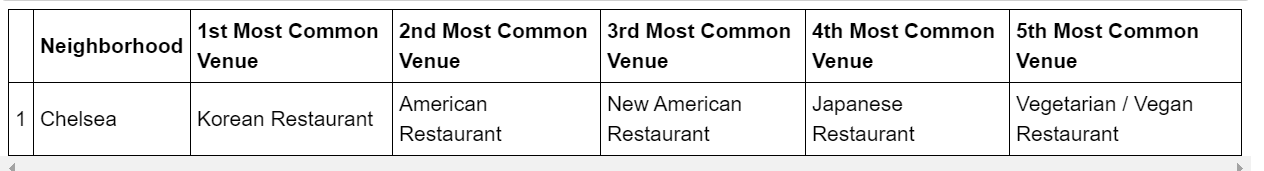 Neighborhood
1st Most Common
Venue
2nd Most Common
Venue
3rd Most Common
Venue
4th Most Common
Venue
5th Most Common
Venue
1
Chelsea
Korean Restaurant
American
Restaurant
New American
Restaurant
Japanese
Restaurant
Vegetarian / Vegan
Restaurant